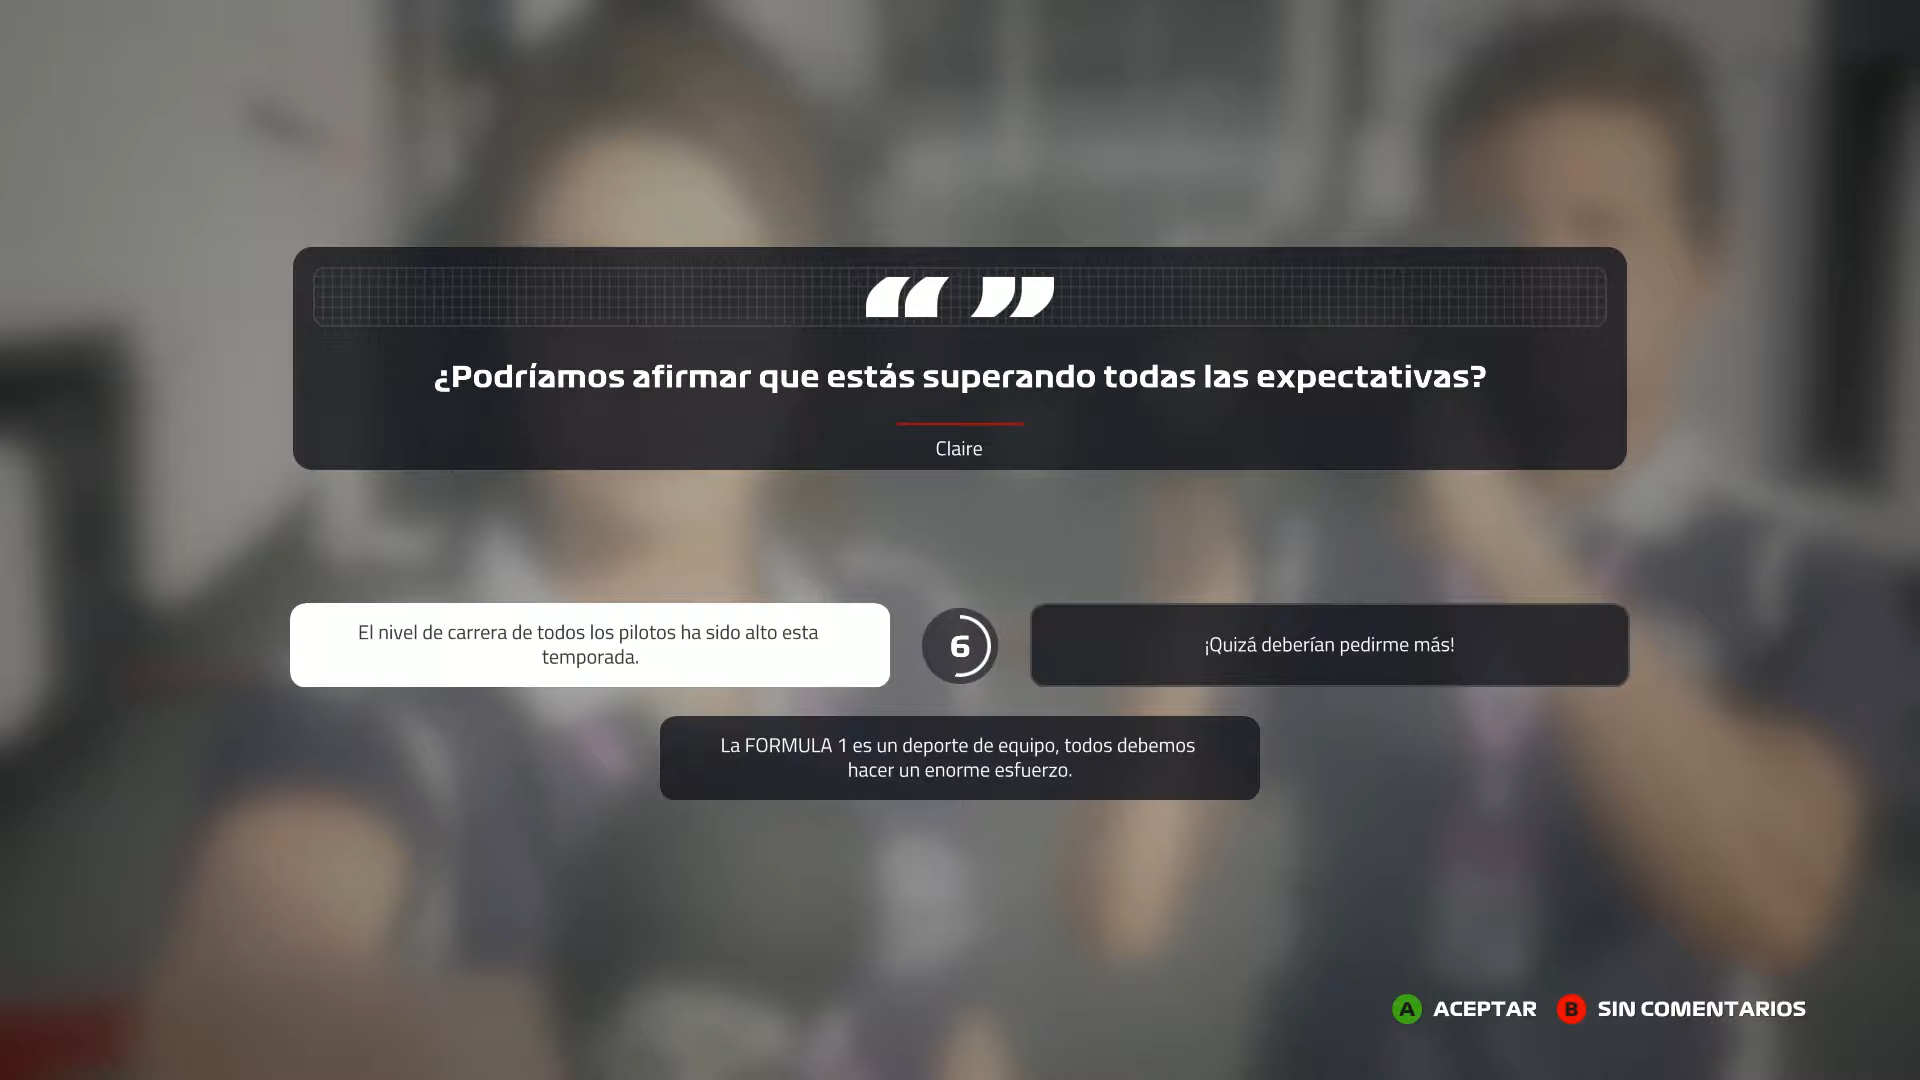 “ ”
¿Podríamos afirmar que estás superando todas las expectativas?
Claire
El nivel de carrera de todos los pilotos ha sido alto esta
temporada.
6
¡Quizá deberían pedirme más!
La FORMULA 1 es un deporte de equipo, todos debemos
hacer un enorme esfuerzo.
A ACEPTAR B SIN COMENTARIOS